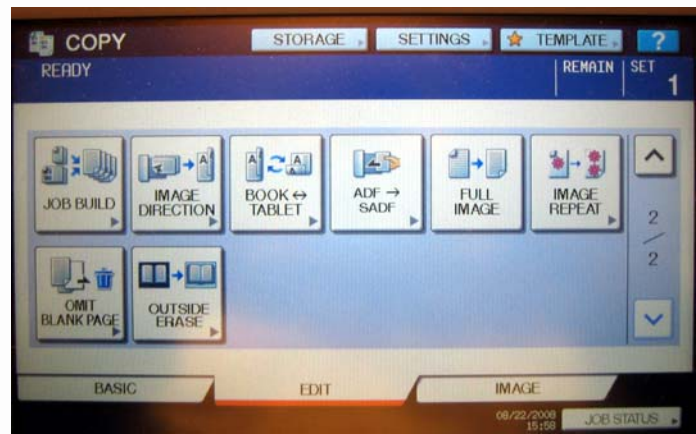 COPY
STORAGE
SETTINGS
TEMPLATE
?
READY
REMAIN
SET
1
JOB BUILD
IMAGE
DIRECTION
BOOK ↔
TABLET
ADF →
SADF
FULL
IMAGE
IMAGE
REPEAT
2
/
2
OMIT
BLANK PAGE
OUTSIDE
ERASE
BASIC
EDIT
IMAGE
08/22/2008
15:58
JOB STATUS